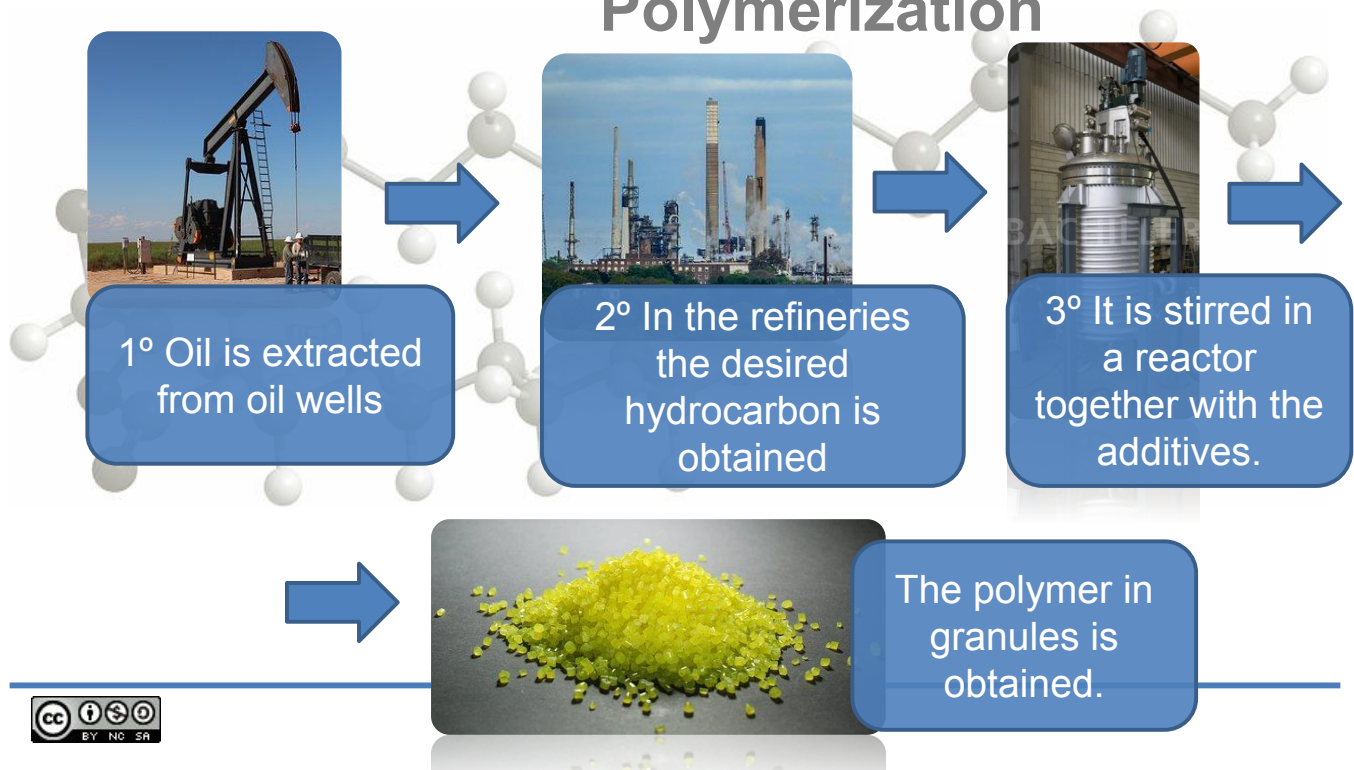 Polymerization
1º Oil is extracted
from oil wells
2º In the refineries
the desired
hydrocarbon is
obtained
3º It is stirred in
a reactor
together with the
additives.
The polymer in
granules is
obtained.
cc
BY NC SA